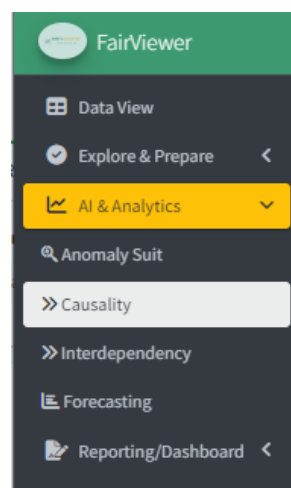 FairViewer
Data View
Explore & Prepare
AI & Analytics
Anomaly Suit
Causality
Interdependency
Forecasting
Reporting/Dashboard